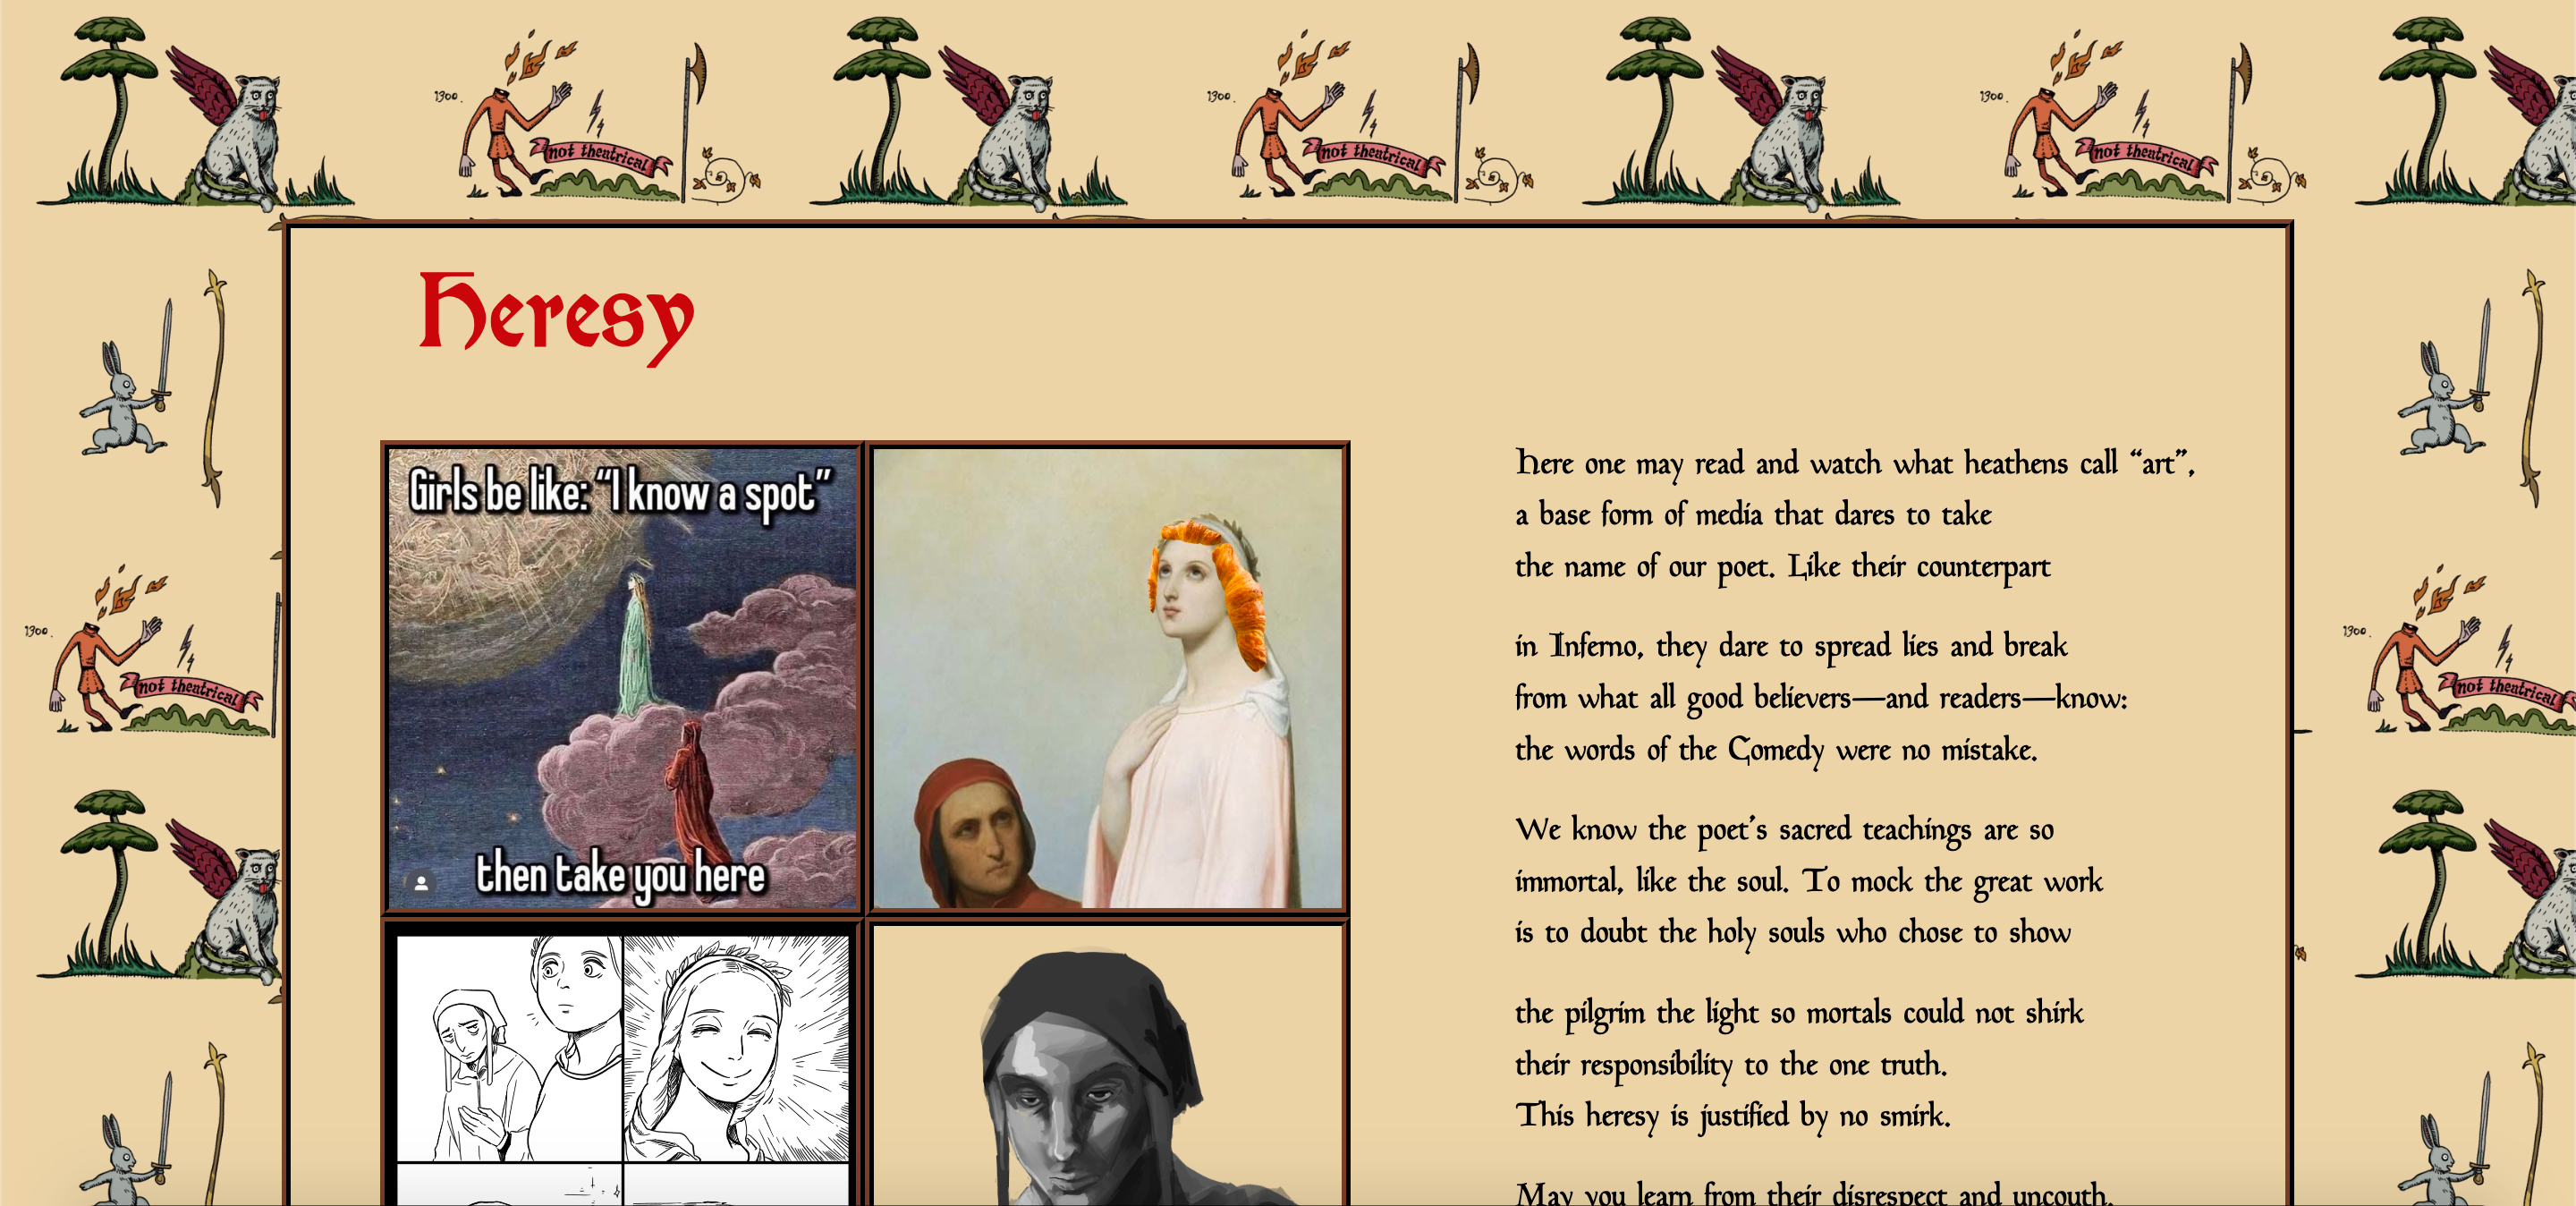 1300.
not theatrical
1300.
not theatrical
1300.
not theatrical
Heresy
Girls be like: “I know a spot”
then take you here
here one may read and watch what heathens call “art”,
a base form of media that dares to take
the name of our poet. Like their counterpart
in Inferno, they dare to spread lies and break
from what all good believers—and readers—know:
the words of the Comedy were no mistake.
We know the poet’s sacred teachings are so
immortal, like the soul. To mock the great work
is to doubt the holy souls who chose to show
the pilgrim the light so mortals could not shirk
their responsibility to the one truth.
This heresy is justified by no smirk.
May you learn from their disrespect and uncouth,
1300.
not theatrical
1300.
not theatrical